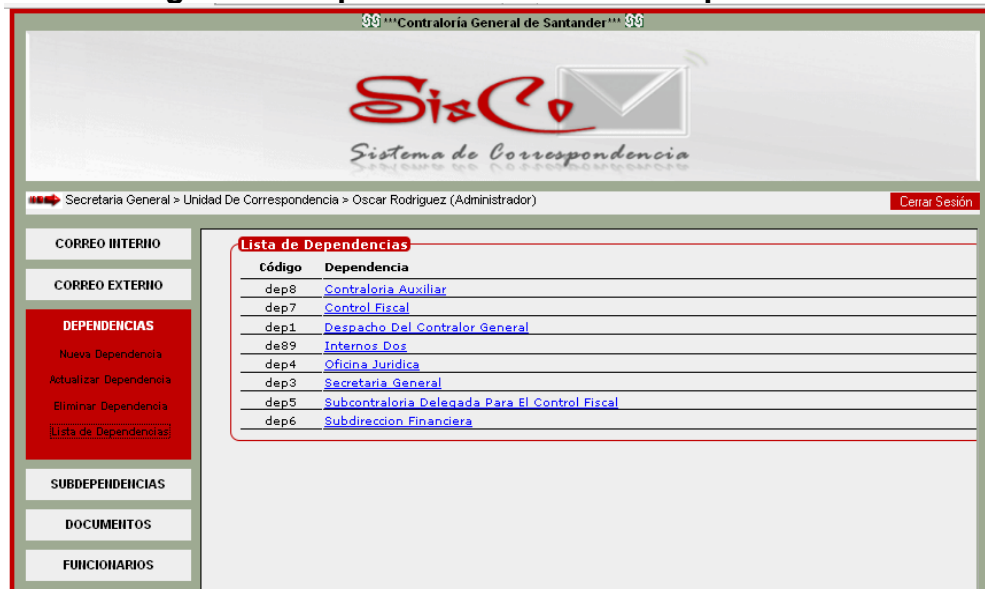 ***Contraloría General de Santander***
SisCo
Sistema de Correspondencia
Secretaria General > Unidad De Correspondencia > Oscar Rodriguez (Administrador)
Cerrar Sesión
CORREO INTERNO
CORREO EXTERNO
DEPENDENCIAS
Nueva Dependencia
Actualizar Dependencia
Eliminar Dependencia
Lista de Dependencias
SUBDEPENDENCIAS
DOCUMENTOS
FUNCIONARIOS
Lista de Dependencias
Código Dependencia
dep8 Contraloria Auxiliar
dep7 Control Fiscal
dep1 Despacho Del Contralor General
de89 Internos Dos
dep4 Oficina Juridica
dep3 Secretaria General
dep5 Subcontraloria Delegada Para El Control Fiscal
dep6 Subdireccion Financiera